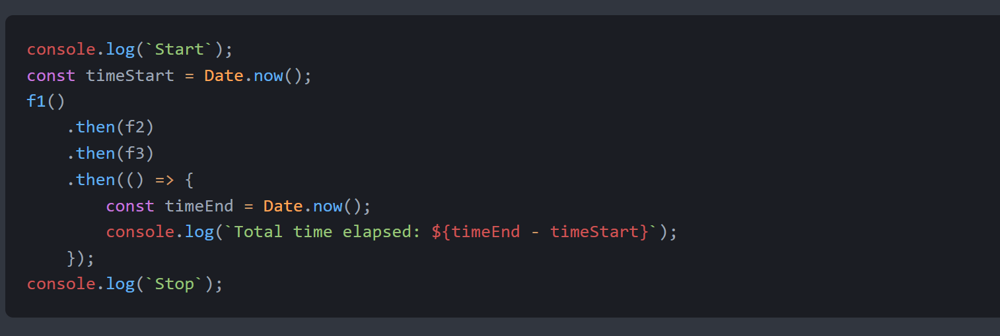 console.log(`Start`);
const timeStart = Date.now();
f1()
    .then(f2)
    .then(f3)
    .then(() => {
        const timeEnd = Date.now();
        console.log(`Total time elapsed: ${timeEnd - timeStart}`);
    });
console.log(`Stop`);